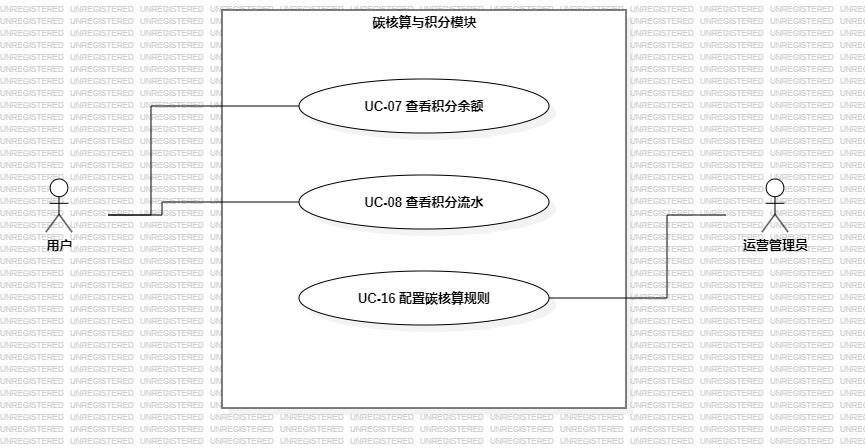 碳核算与积分模块
UC-07 查看积分余额
UC-08 查看积分流水
用户
运营管理员
UC-16 配置碳核算规则
UNREGISTERED